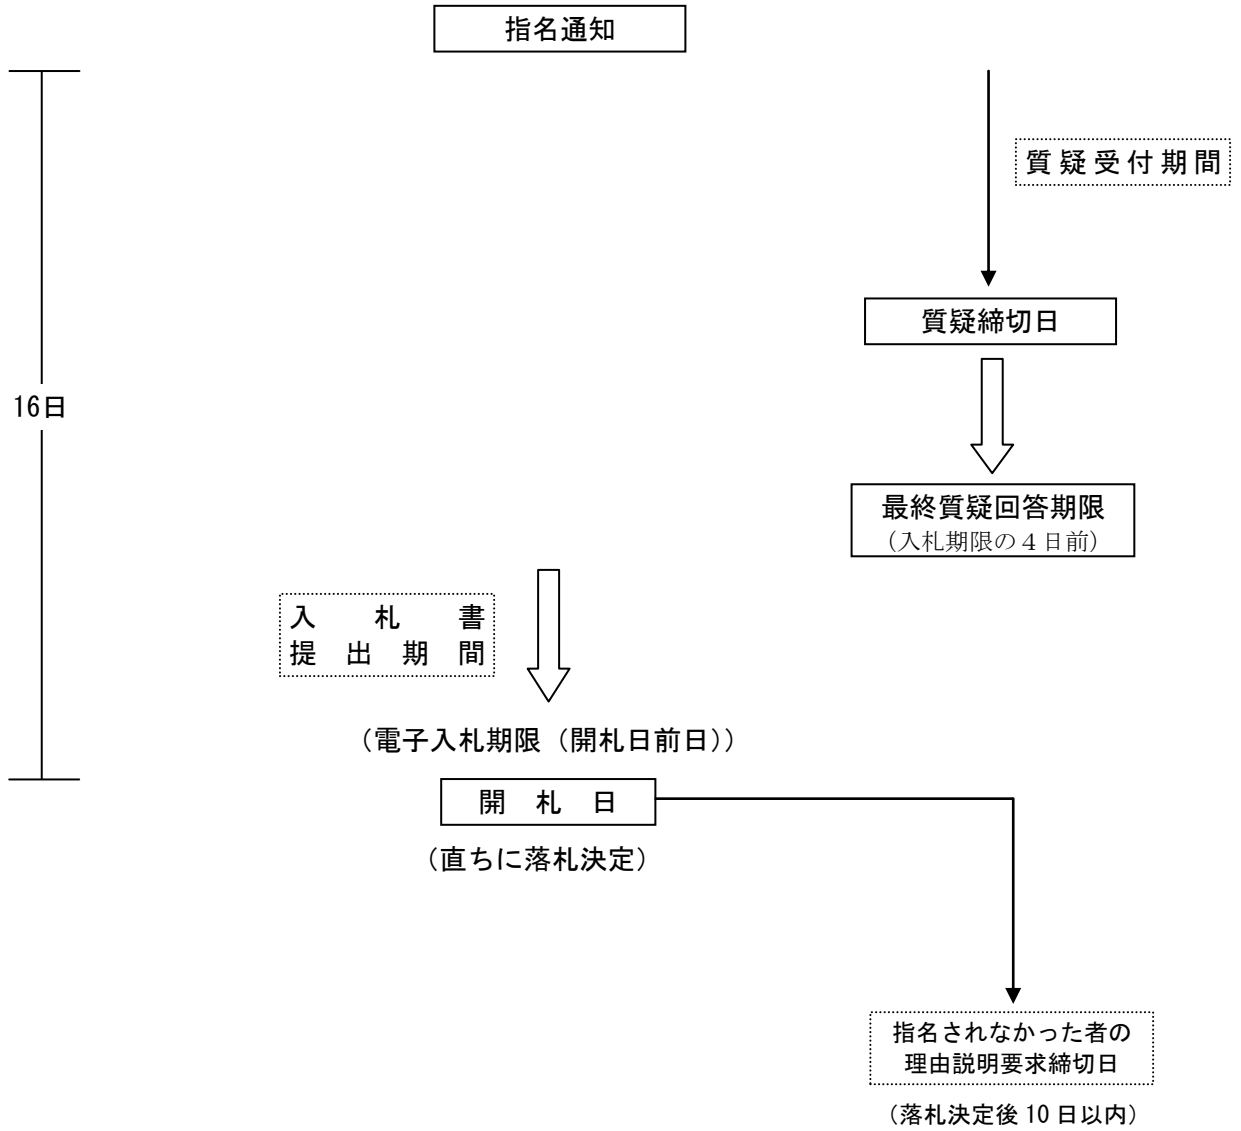 指名通知
質疑受付期間
質疑締切日
16日
最終質疑回答期限
（入札期限の４日前）
入札書
提出期間
（電子入札期限（開札日前日））
開札日
（直ちに落札決定）
指名されなかった者の
理由説明要求締切日
（落札決定後 10 日以内）